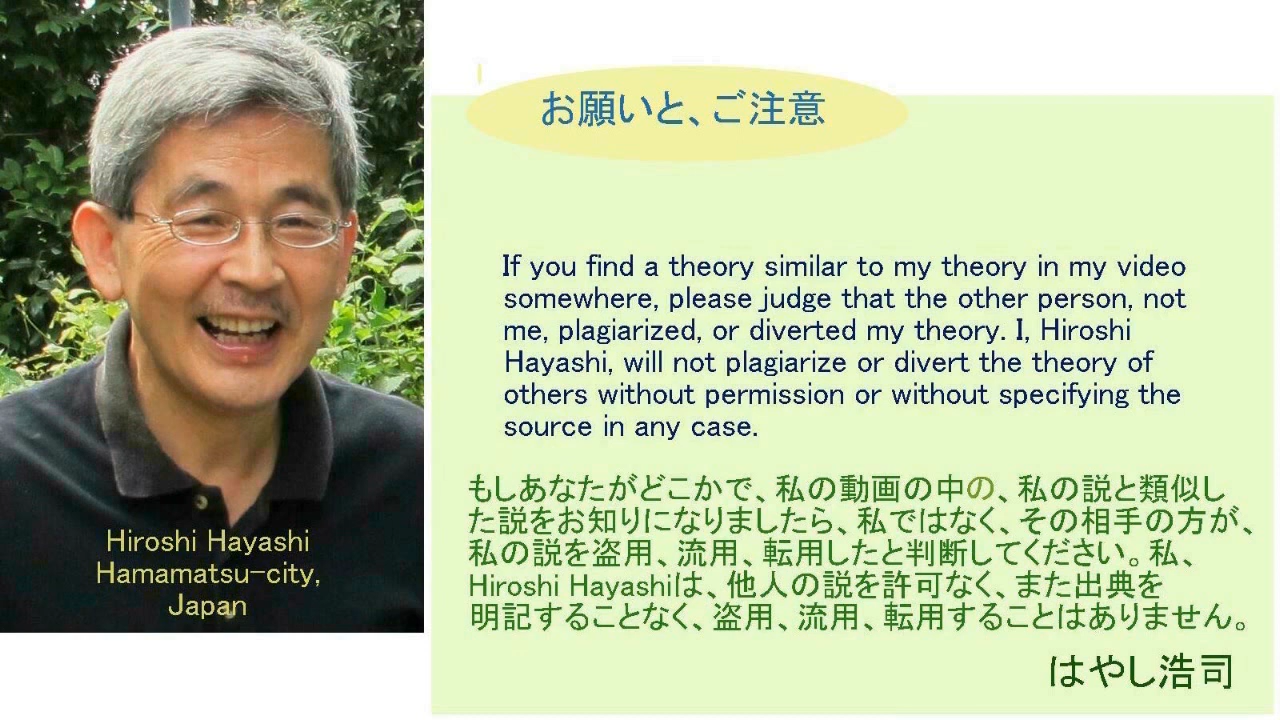 お願いと、ご注意
If you find a theory similar to my theory in my video
somewhere, please judge that the other person, not
me, plagiarized, or diverted my theory. I, Hiroshi
Hayashi, will not plagiarize or divert the theory of
others without permission or without specifying the
source in any case.
もしあなたがどこかで、私の動画の中の、私の説と類似し
た説をお知りになりましたら、私ではなく、その相手の方が、
私の説を盗用、流用、転用したと判断してください。私、
Hiroshi Hayashiは、他人の説を許可なく、また出典を
明記することなく、盗用、流用、転用することはありません。
はやし浩司
Hiroshi Hayashi
Hamamatsu-city,
Japan